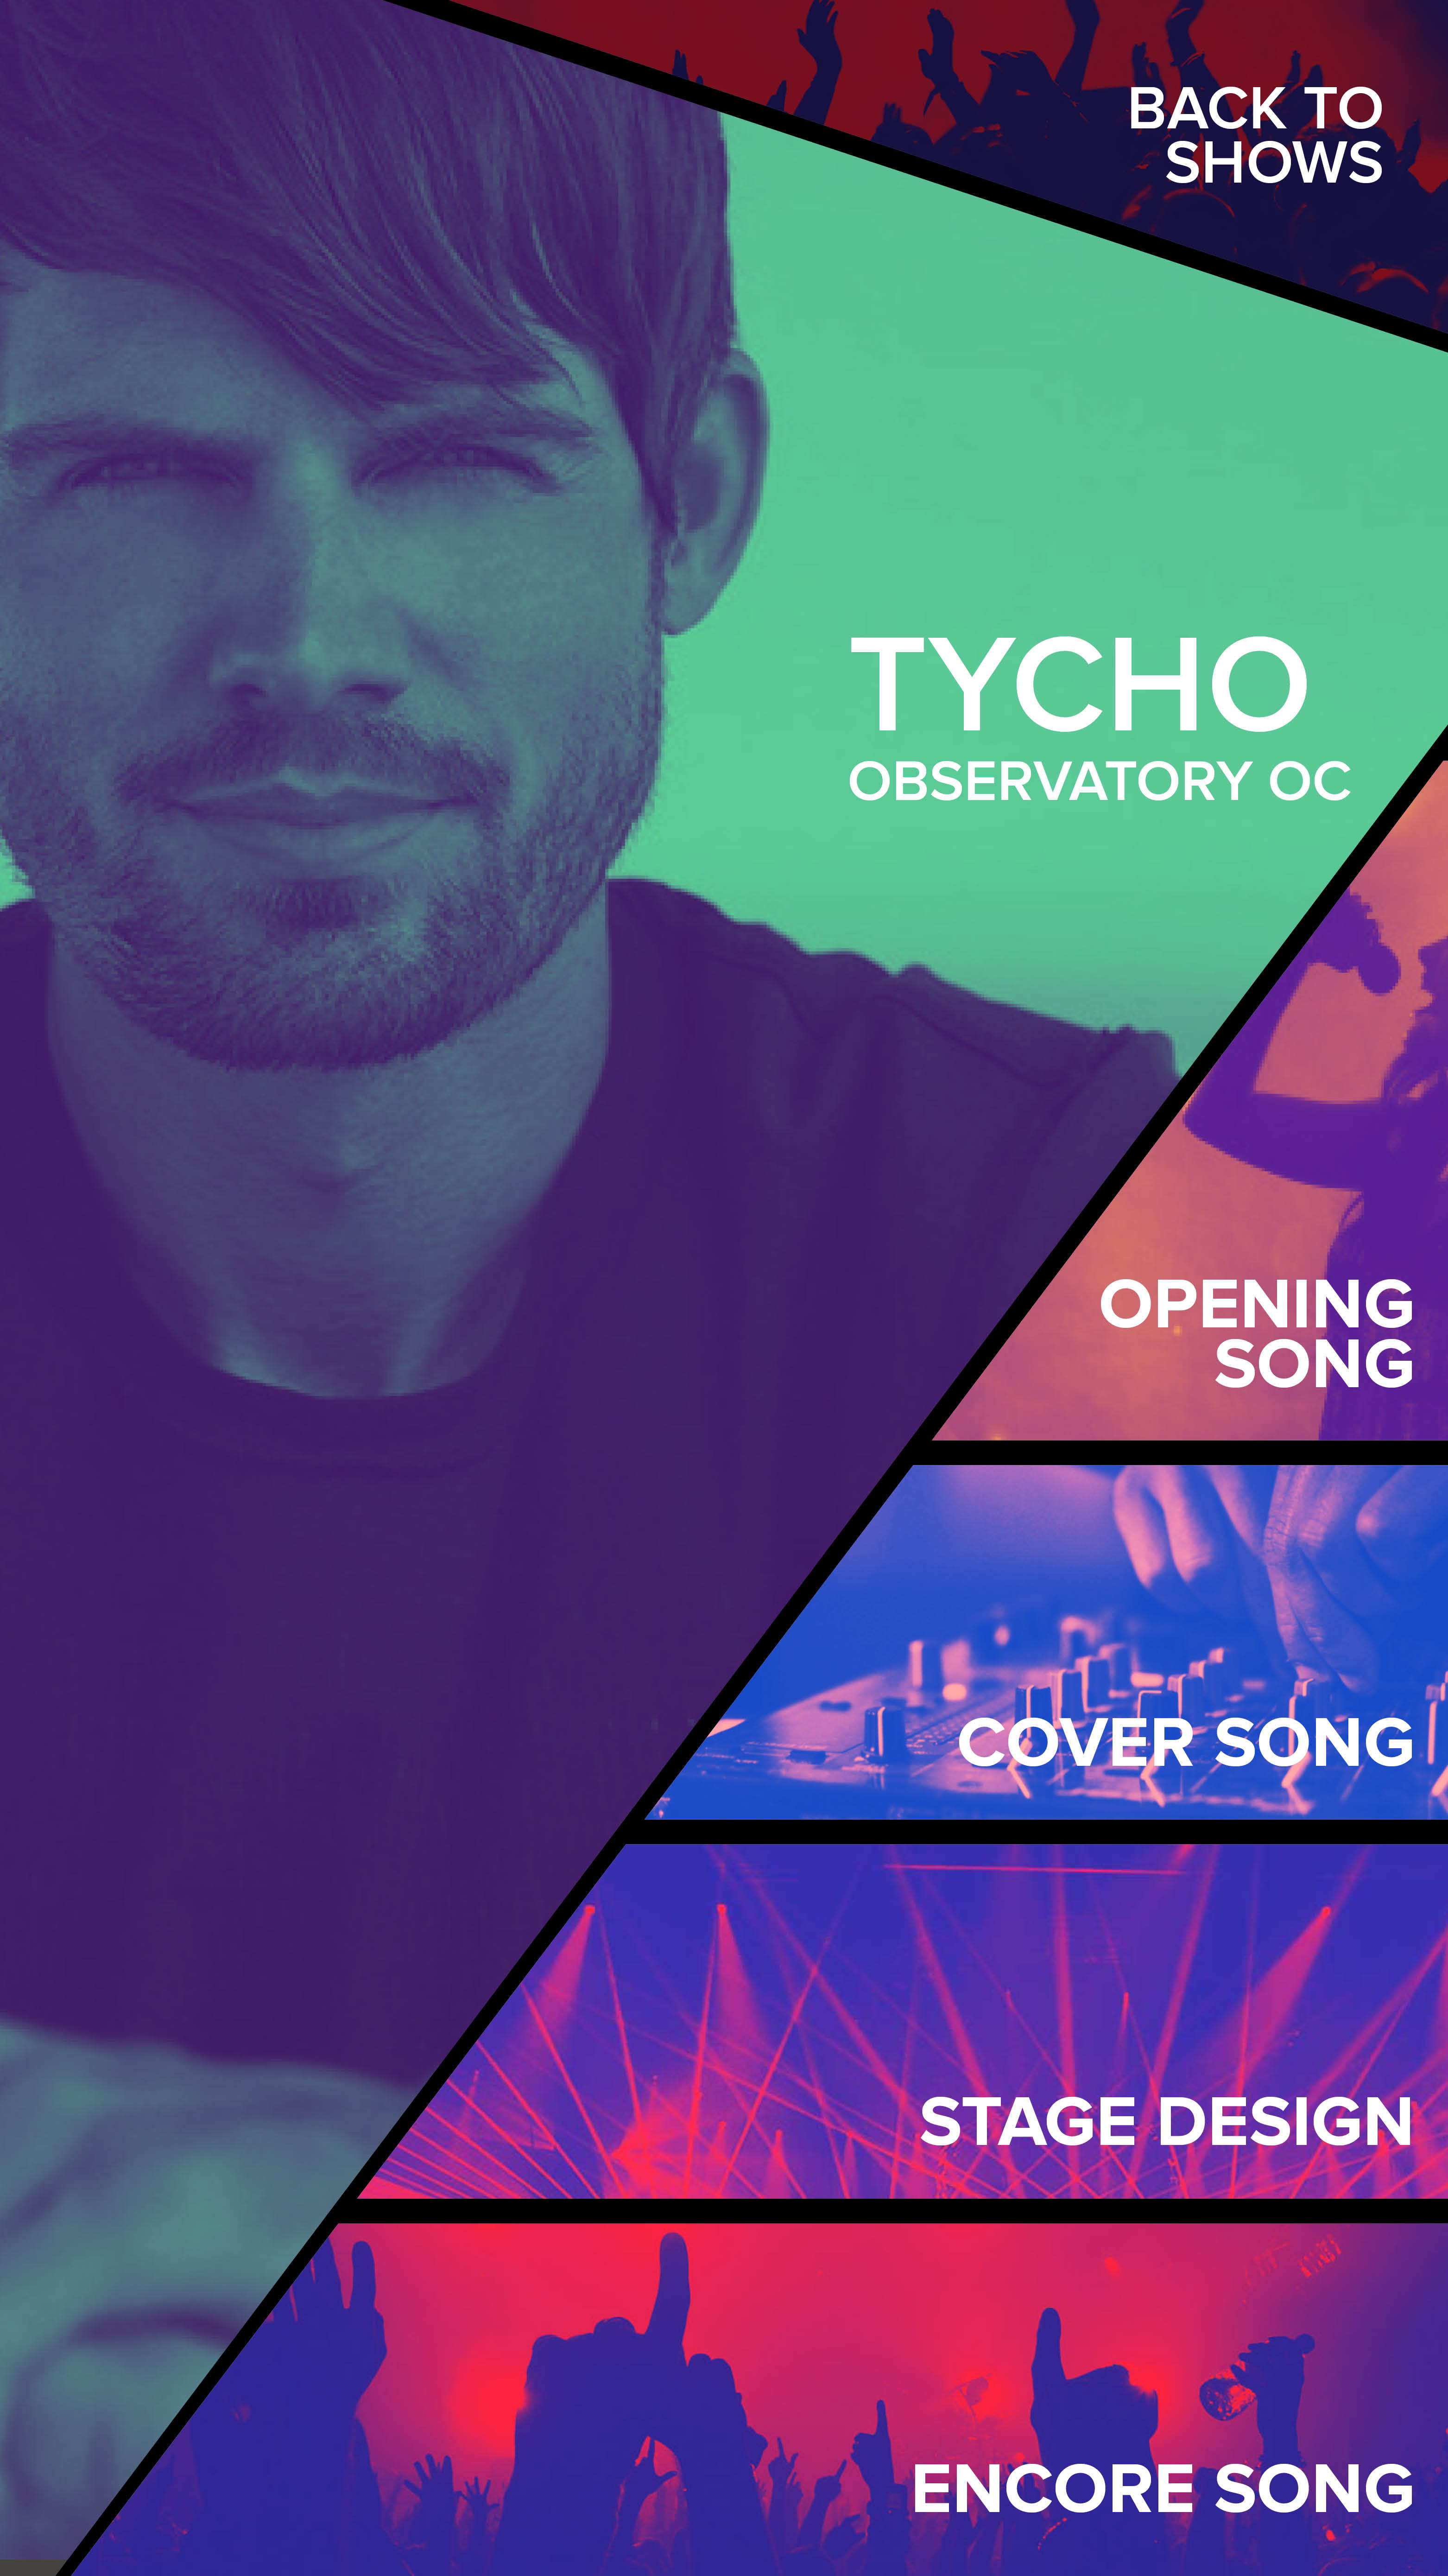 BACK TO
SHOWS
TYCHO
OBSERVATORY OC
OPENING
SONG
COVER SONG
STAGE DESIGN
ENCORE SONG